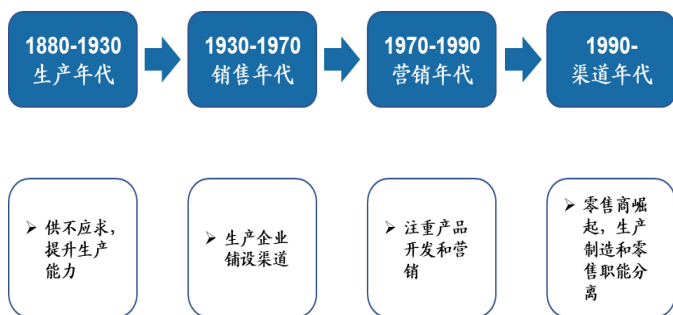 1880-1930
生产年代
1930-1970
销售年代
1970-1990
营销年代
1990-
渠道年代
➢ 供不应求，
提升生产
能力
➢ 生产企业
铺设渠道
➢ 注重产品
开发和营
销
➢ 零售商崛
起，生产
制造和零
售职能分
离